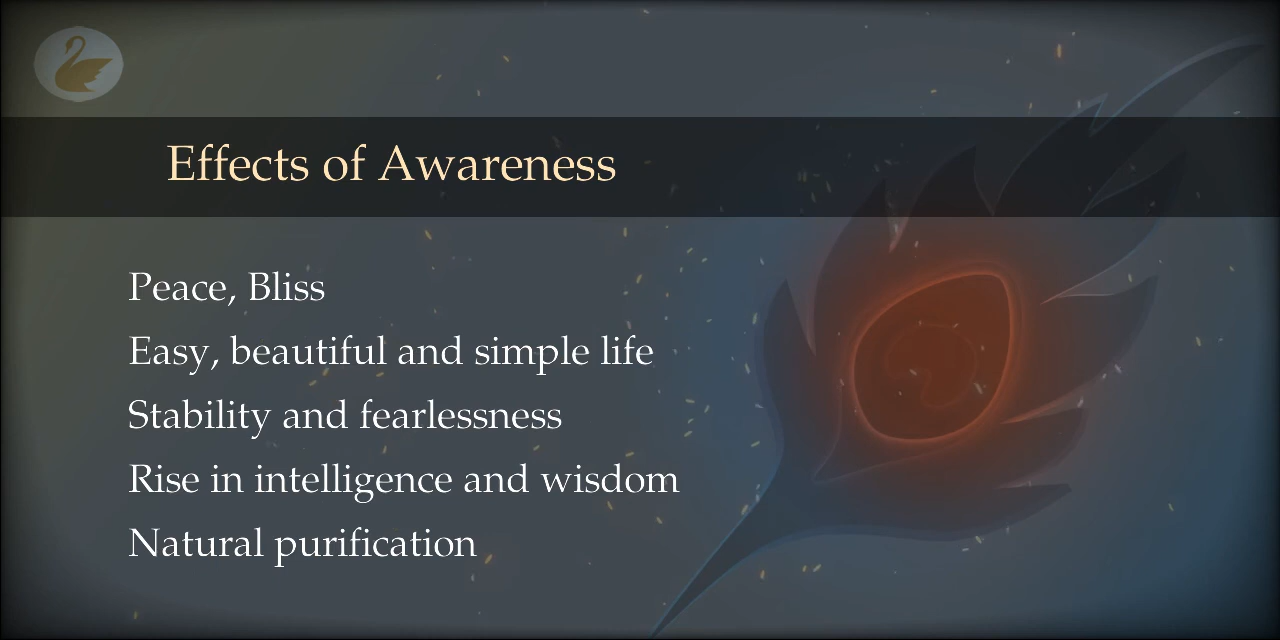 Effects of Awareness
Peace, Bliss
Easy, beautiful and simple life
Stability and fearlessness
Rise in intelligence and wisdom
Natural purification